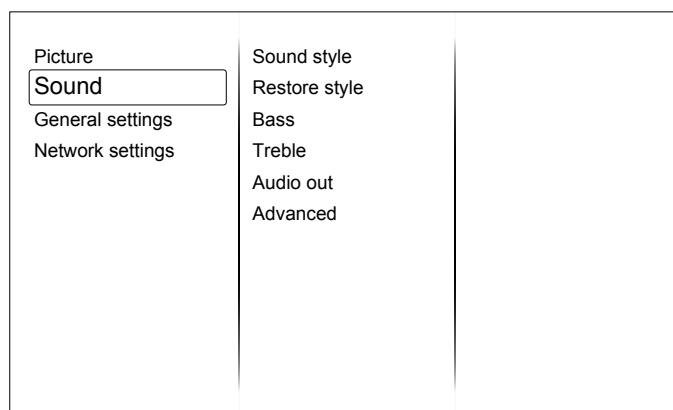 Picture
Sound
General settings
Network settings
Sound style
Restore style
Bass
Treble
Audio out
Advanced